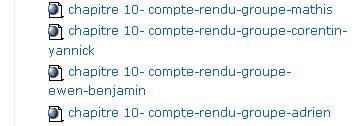 chapitre 10- compte-rendu-groupe-mathis
chapitre 10- compte-rendu-groupe-corentin-
yannick
chapitre 10- compte-rendu-groupe-
ewen-benjamin
chapitre 10- compte-rendu-groupe-adrien